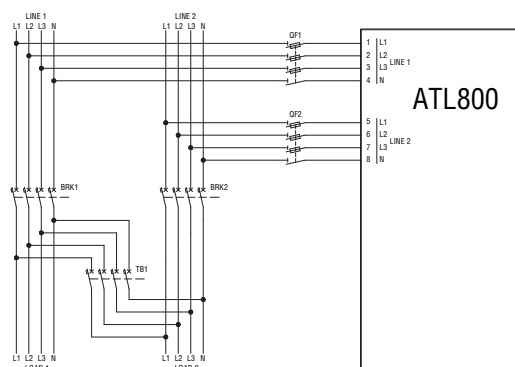 LINE 1
L1 L2 L3 N
LINE 2
L1 L2 L3 N
QF1
1 L1
2 L2
3 L3
4 N
LINE 1
ATL800
QF2
5 L1
6 L2
7 L3
8 N
LINE 2
BRK1
BRK2
TB1
L1 L2 L3 N
L1 L2 L3 N